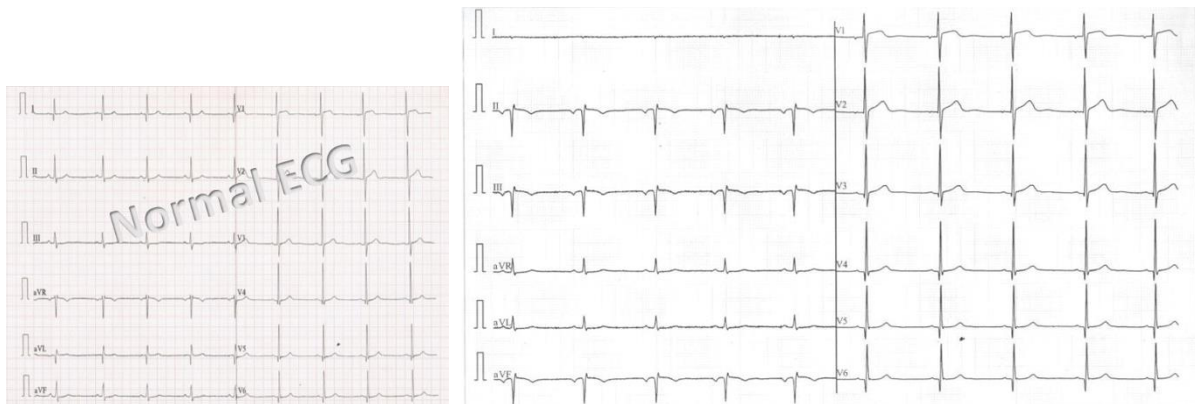 I V1
II V2
III V3
aVR V4
aVL V5
aVF V6
Normal ECG
I V1
II V2
III V3
aVR V4
aVL V5
aVF V6